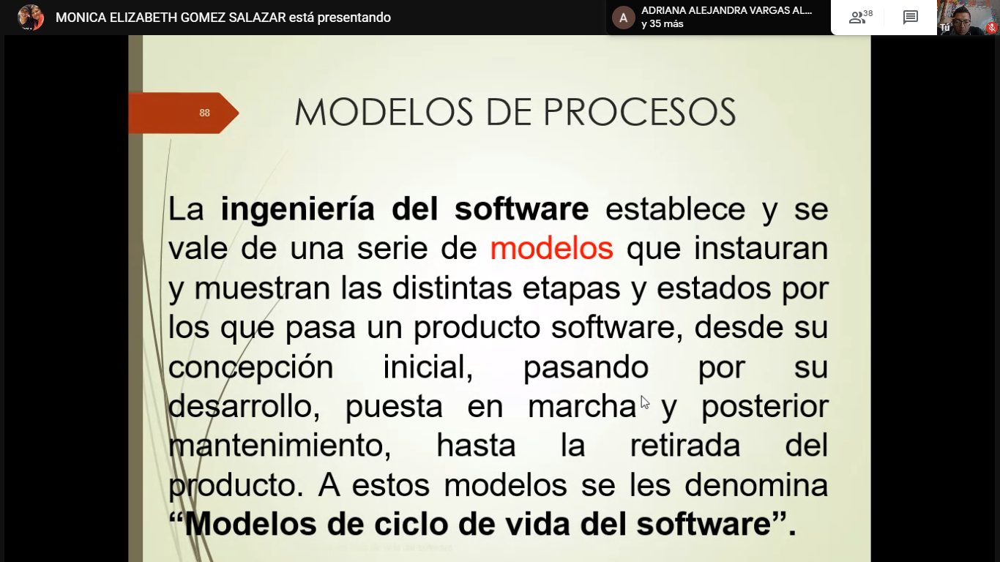 MONICA ELIZABETH GOMEZ SALAZAR está presentando
A
ADRIANA ALEJANDRA VARGAS AL...
y 35 más
38
Tú
88
MODELOS DE PROCESOS
La ingeniería del software establece y se
vale de una serie de modelos que instauran
y muestran las distintas etapas y estados por
los que pasa un producto software, desde su
concepción inicial, pasando por su
desarrollo, puesta en marcha y posterior
mantenimiento, hasta la retirada del
producto. A estos modelos se les denomina
“Modelos de ciclo de vida del software”.